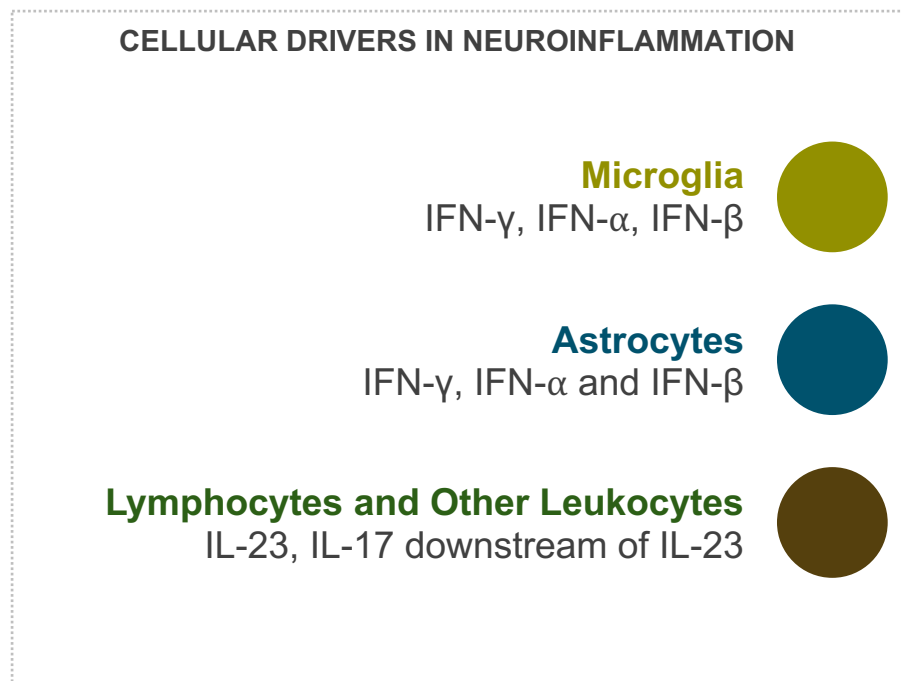 CELLULAR DRIVERS IN NEUROINFLAMMATION
Microglia
IFN-γ, IFN-α, IFN-β
Astrocytes
IFN-γ, IFN-α and IFN-β
Lymphocytes and Other Leukocytes
IL-23, IL-17 downstream of IL-23